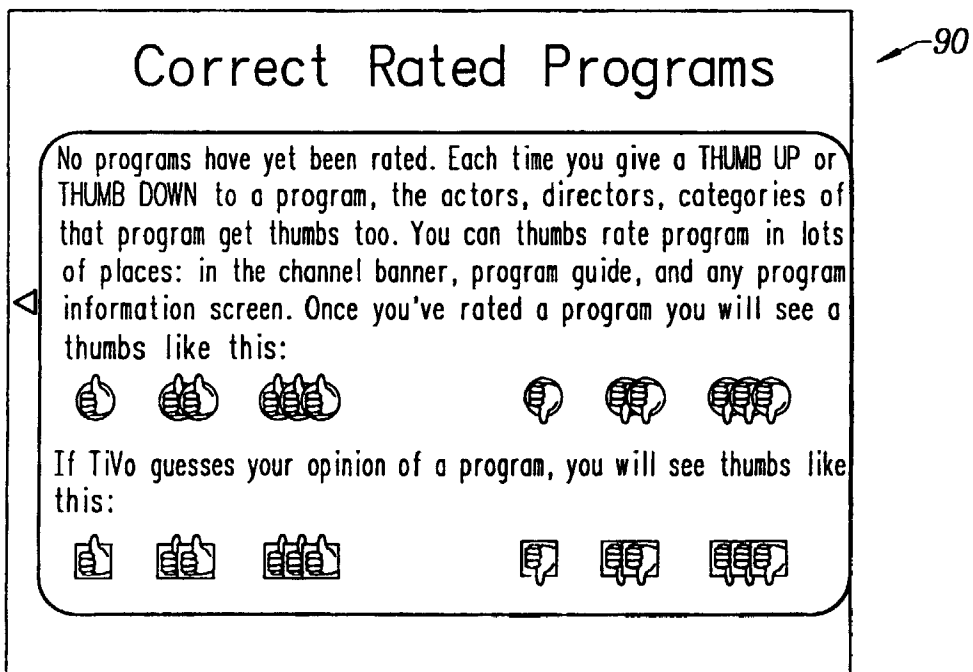 90
Correct Rated Programs
No programs have yet been rated. Each time you give a THUMB UP or
THUMB DOWN to a program, the actors, directors, categories of
that program get thumbs too. You can thumbs rate program in lots
of places: in the channel banner, program guide, and any program
information screen. Once you've rated a program you will see a
thumbs like this:
If TiVo guesses your opinion of a program, you will see thumbs like
this: